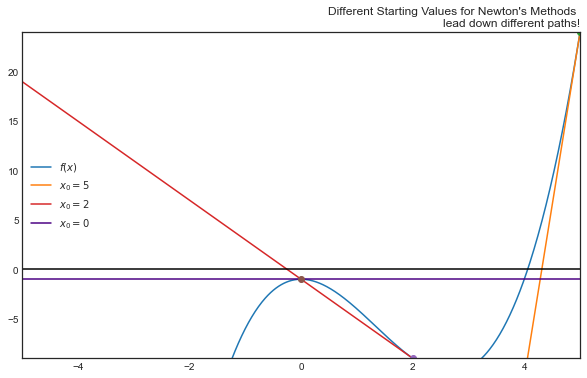 Different Starting Values for Newton's Methods
lead down different paths!
20
15
10
5
0
−5
f(x)
x₀ = 5
x₀ = 2
x₀ = 0
−4
−2
0
2
4